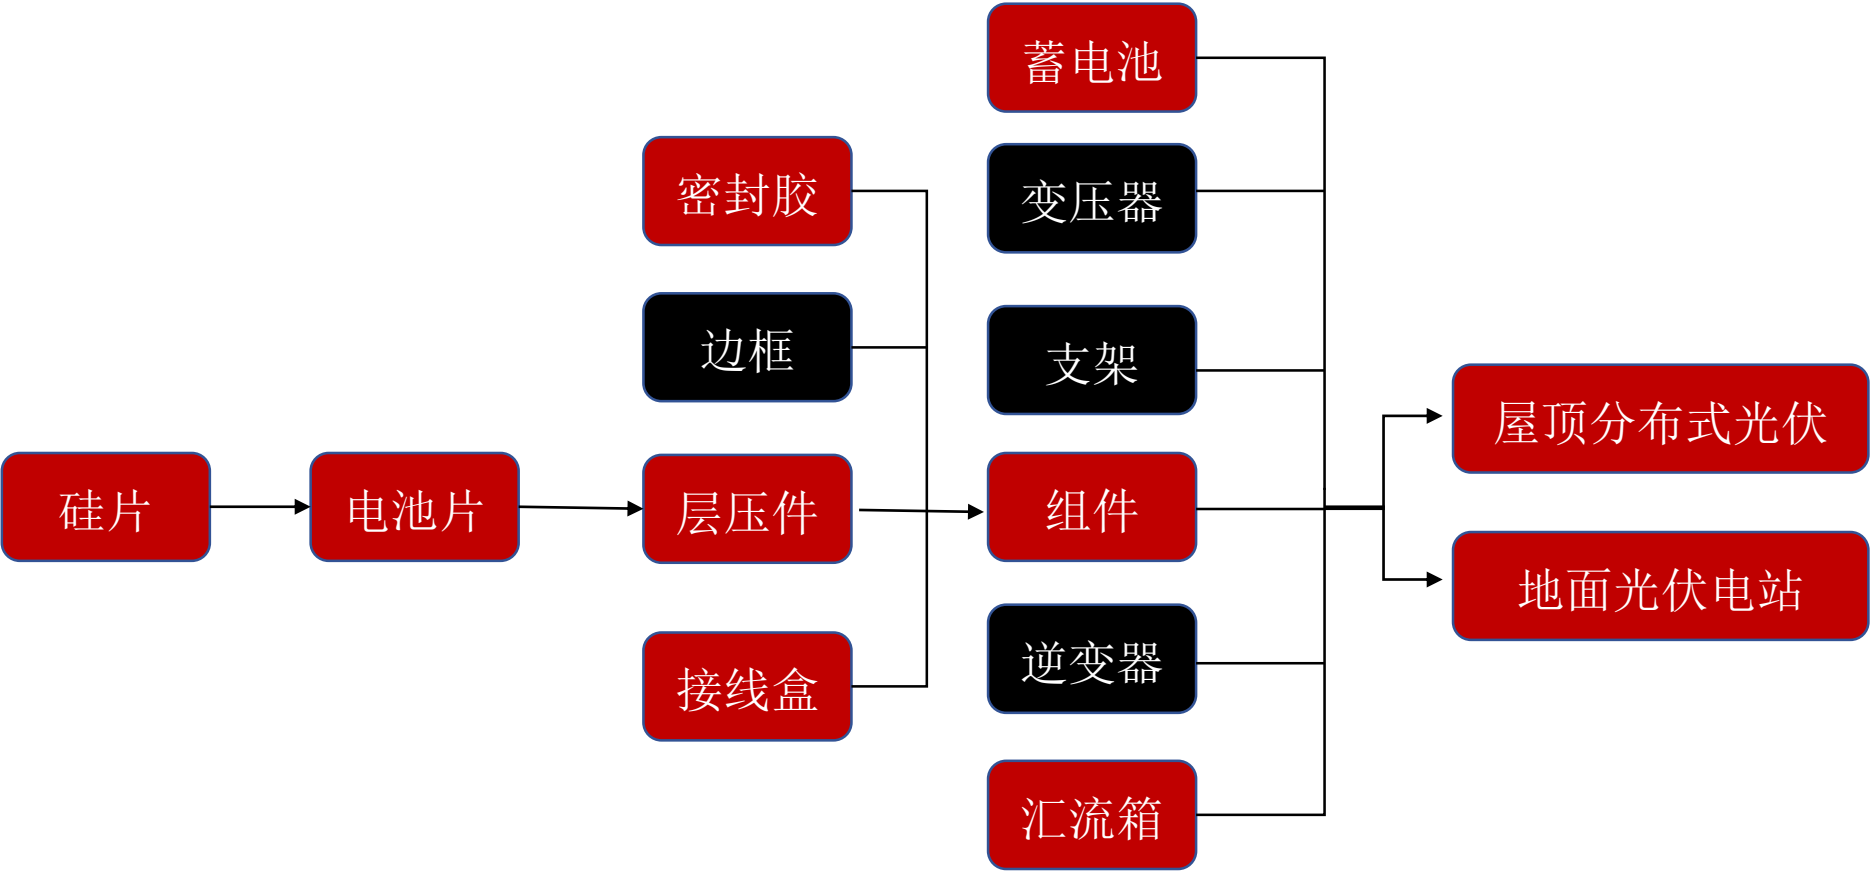 硅片
电池片
密封胶
边框
层压件
接线盒
蓄电池
变压器
支架
组件
逆变器
汇流箱
屋顶分布式光伏
地面光伏电站